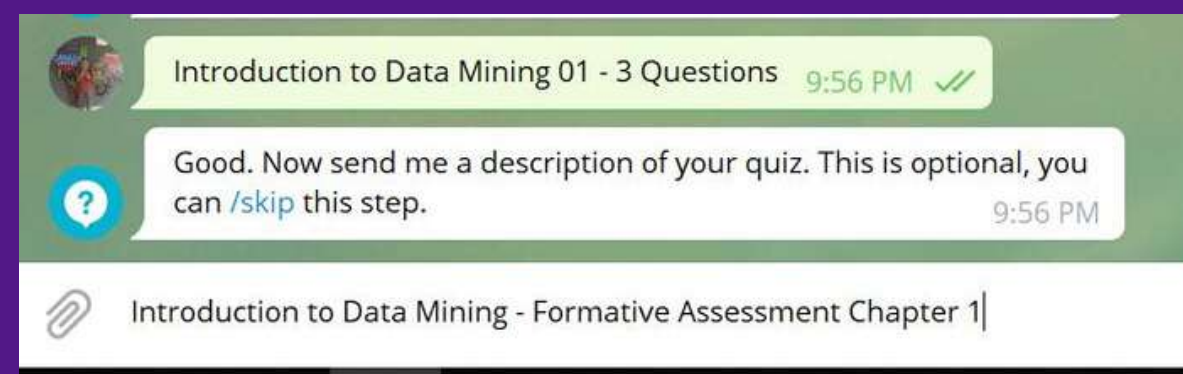 Introduction to Data Mining 01 - 3 Questions 9:56 PM
Good. Now send me a description of your quiz. This is optional, you
can /skip this step. 9:56 PM
Introduction to Data Mining - Formative Assessment Chapter 1